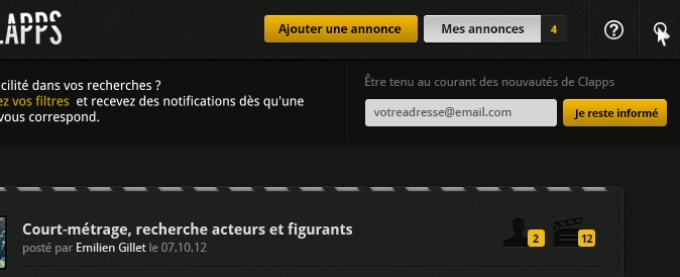 LAPPS
Ajouter une annonce
Mes annonces 4
?
cilité dans vos recherches ?
ez vos filtres et recevez des notifications dès qu'une
vous correspond.
Être tenu au courant des nouvautés de Clapps
votreadresse@email.com
Je reste informé
Court-métrage, recherche acteurs et figurants
posté par Emilien Gillet le 07.10.12
2
12